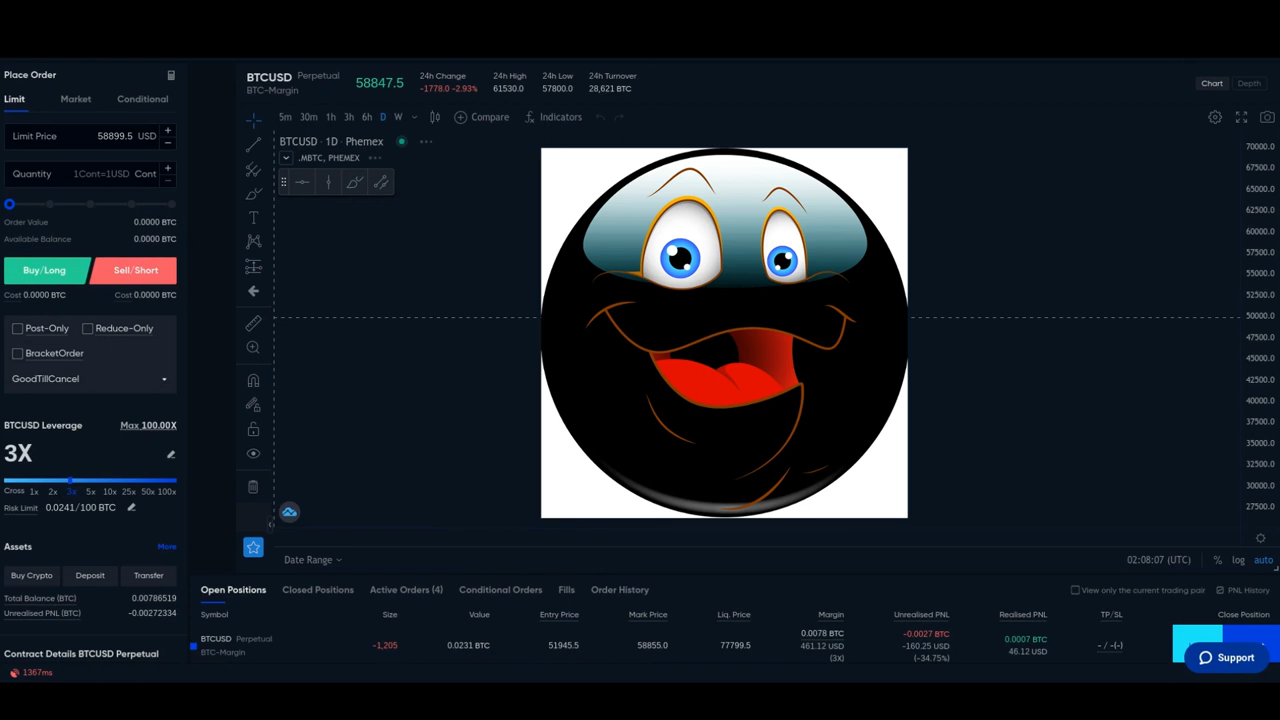 Place Order
Limit Market Conditional
Limit Price 58899.5 USD + −
Quantity 1Cont=1USD Cont + −
Order Value 0.0000 BTC
Available Balance 0.0000 BTC
Buy/Long Sell/Short
Cost 0.0000 BTC Cost 0.0000 BTC
Post-Only Reduce-Only
BracketOrder
GoodTillCancel
BTCUSD Leverage Max 100.00X
3X
Cross 1x 2x 3x 5x 10x 25x 50x 100x
Risk Limit 0.0241/100 BTC
Assets More
Buy Crypto Deposit Transfer
Total Balance (BTC) 0.00786519
Unrealised PNL (BTC) -0.00272334
Contract Details BTCUSD Perpetual
1367ms
BTCUSD Perpetual
BTC-Margin
58847.5
24h Change
−1778.0 −2.93%
24h High
61530.0
24h Low
57800.0
24h Turnover
28,621 BTC
Chart Depth
5m 30m 1h 3h 6h D W Compare Indicators
BTCUSD · 1D · Phemex
.MBTC, PHEMEX
T
70000.0
67500.0
65000.0
62500.0
60000.0
57500.0
55000.0
52500.0
50000.0
47500.0
45000.0
42500.0
40000.0
37500.0
35000.0
32500.0
30000.0
27500.0
Date Range 02:08:07 (UTC) % log auto
Open Positions Closed Positions Active Orders (4) Conditional Orders Fills Order History View only the current trading pair PNL History
Symbol Size Value Entry Price Mark Price Liq. Price Margin Unrealised PNL Realised PNL TP/SL Close Position
BTCUSD Perpetual
BTC-Margin
-1,205 0.0231 BTC 51945.5 58855.0 77799.5
0.0078 BTC
461.12 USD
(3x)
−0.0027 BTC
−160.25 USD
(−34.75%)
0.0007 BTC
46.12 USD
- / -(-)
Support